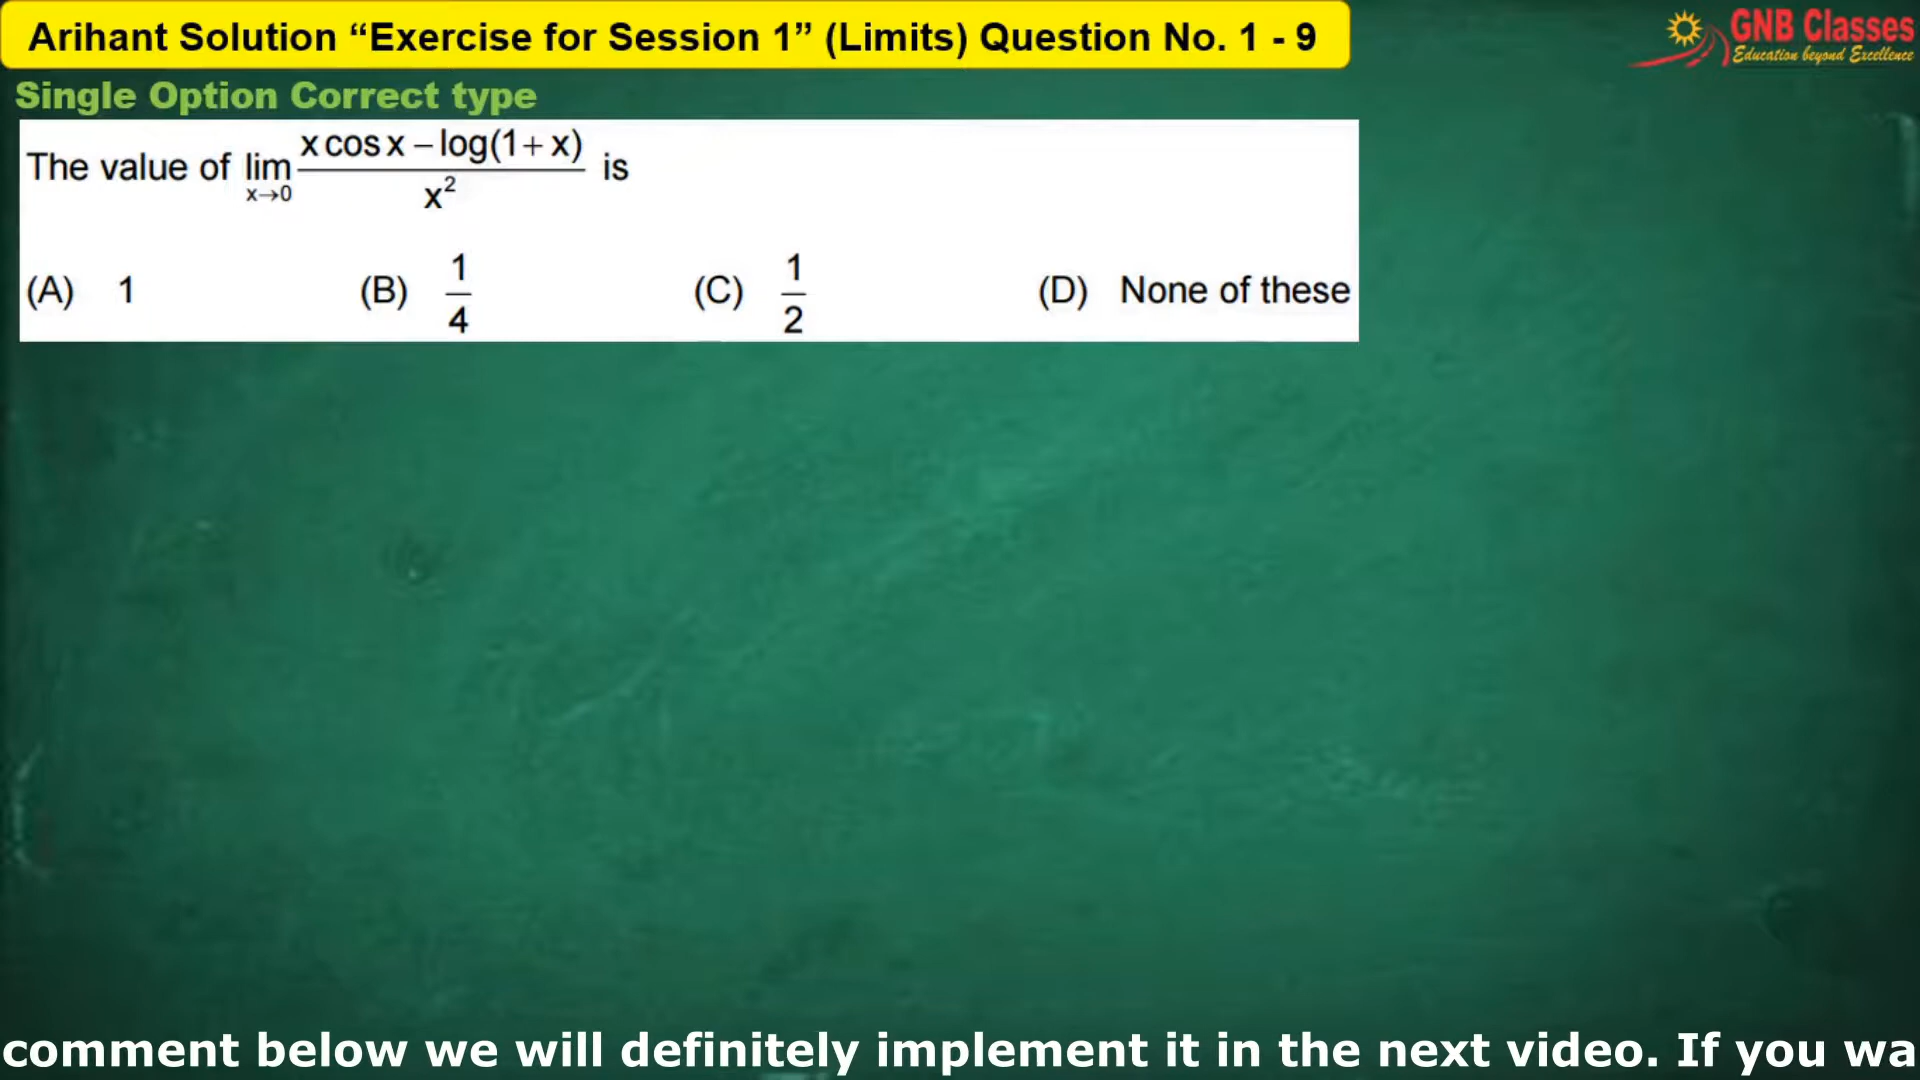 Arihant Solution “Exercise for Session 1” (Limits) Question No. 1 - 9
GNB Classes
Education beyond Excellence
Single Option Correct type
The value of lim x→0 (x cos x – log(1+ x)) / x² is
(A) 1 (B) 1/4 (C) 1/2 (D) None of these
comment below we will definitely implement it in the next video. If you wa